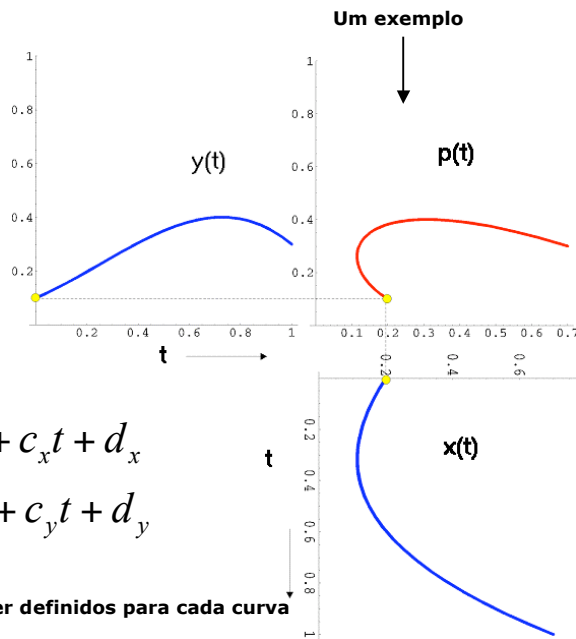 Um exemplo
1
0.8
0.6
0.4
0.2
y(t)
0.2 0.4 0.6 0.8 1
t
1
0.8
0.6
0.4
0.2
p(t)
0.1 0.2 0.3 0.4 0.5 0.6 0.7
0.2 0.4 0.6
0.2
0.4
0.6
0.8
1
t
x(t)
+ cₓt + dₓ
+ c_y t + d_y
er definidos para cada curva